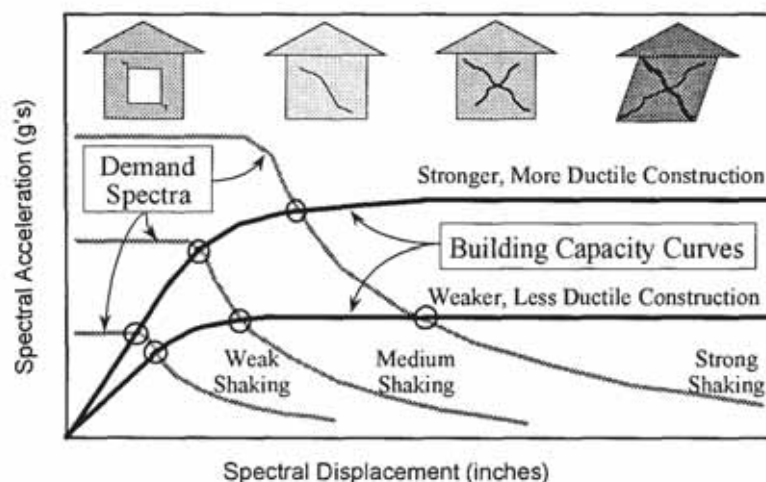 Spectral Acceleration (g's)
Demand
Spectra
Stronger, More Ductile Construction
Building Capacity Curves
Weaker, Less Ductile Construction
Weak
Shaking
Medium
Shaking
Strong
Shaking
Spectral Displacement (inches)